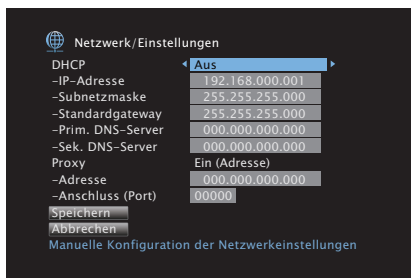 Netzwerk/Einstellungen
DHCP Aus
-IP-Adresse 192.168.000.001
-Subnetzmaske 255.255.255.000
-Standardgateway 255.255.255.000
-Prim. DNS-Server 000.000.000.000
-Sek. DNS-Server 000.000.000.000
Proxy Ein (Adresse)
-Adresse 000.000.000.000
-Anschluss (Port) 00000
Speichern
Abbrechen
Manuelle Konfiguration der Netzwerkeinstellungen